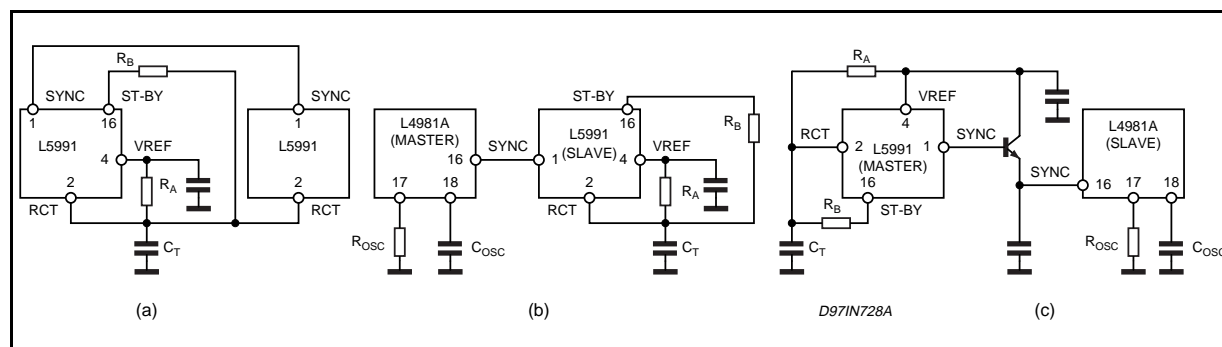 RB
SYNC
ST-BY
1
16
L5991
4
VREF
RA
2
RCT
CT
SYNC
1
L5991
2
(a)
L4981A
(MASTER)
16
17
18
ROSC
COSC
SYNC
ST-BY
16
1
L5991
(SLAVE)
4
VREF
2
RCT
RA
RB
CT
(b)
RA
VREF
4
RCT
2
L5991
(MASTER)
1
SYNC
16
ST-BY
RB
CT
SYNC
L4981A
(SLAVE)
16
17
18
ROSC
COSC
D97IN728A
(c)